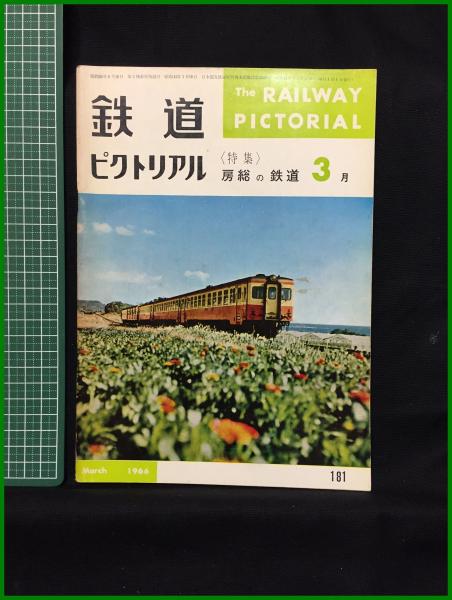 The RAILWAY
PICTORIAL
鉄道
ピクトリアル
〈特集〉
房総の鉄道 3月
March 1966
181